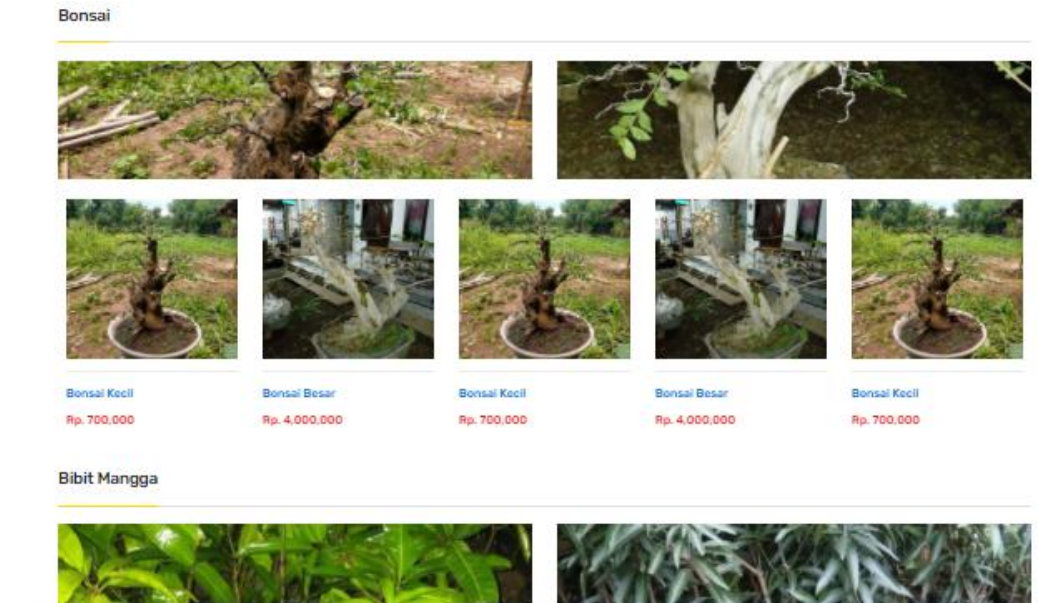 Bonsai
Bonsai Kecil
Bonsai Besar
Bonsai Kecil
Bonsai Besar
Bonsai Kecil
Rp. 700,000
Rp. 4,000,000
Rp. 700,000
Rp. 4,000,000
Rp. 700,000
Bibit Mangga